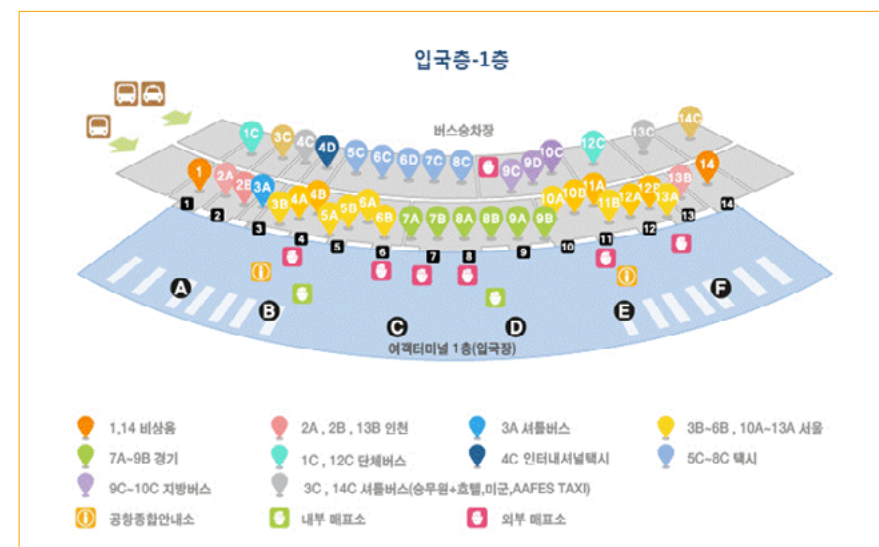 입국층-1층
버스승차장
1C 3C 4C 4D 5C 6C 6D 7C 8C 9C 9D 10C 12C 13C 14C
1 2A 2B 3A 3B 4A 4B 5A 5B 6A 6B 7A 7B 8A 8B 9A 9B 10A 10B 11A 11B 12A 12B 13A 13B 14
1 2 3 4 5 6 7 8 9 10 11 12 13 14
A B C D E F
여객터미널 1층(입국장)
1,14 비상용
2A , 2B , 13B 인천
3A 셔틀버스
3B~6B , 10A~13A 서울
7A~9B 경기
1C , 12C 단체버스
4C 인터내셔널택시
5C~8C 택시
9C~10C 지방버스
3C , 14C 셔틀버스(승무원+호텔,미군,AAFES TAXI)
공항종합안내소
내부 매표소
외부 매표소